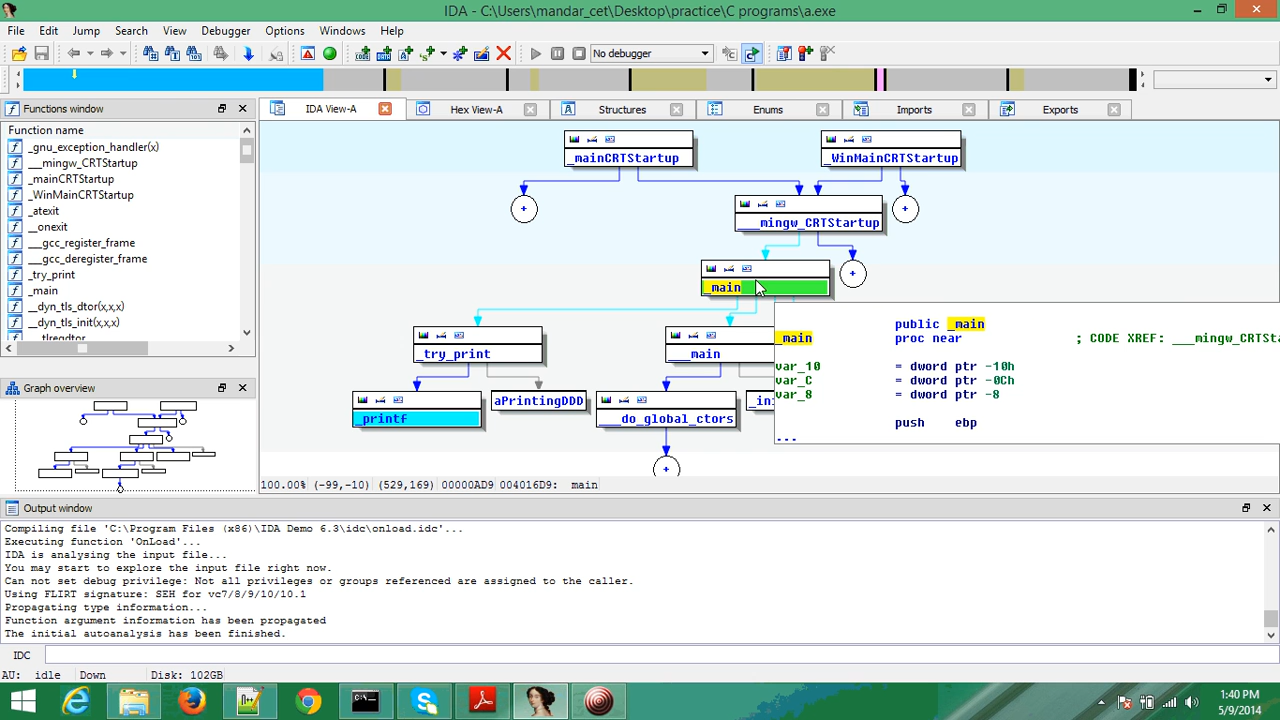 IDA - C:\Users\mandar_cet\Desktop\practice\C programs\a.exe
File Edit Jump Search View Debugger Options Windows Help
No debugger
Functions window
IDA View-A
Hex View-A
Structures
Enums
Imports
Exports
Function name
_gnu_exception_handler(x)
___mingw_CRTStartup
_mainCRTStartup
_WinMainCRTStartup
_atexit
__onexit
___gcc_register_frame
___gcc_deregister_frame
_try_print
_main
__dyn_tls_dtor(x,x,x)
__dyn_tls_init(x,x,x)
_mainCRTStartup
_WinMainCRTStartup
___mingw_CRTStartup
_main
_try_print
___main
_printf
aPrintingDDD
___do_global_ctors
public _main
_main proc near ; CODE XREF: ___mingw_CRTSta
var_10 = dword ptr -10h
var_C = dword ptr -0Ch
var_8 = dword ptr -8
push ebp
...
Graph overview
100.00% (-99,-10) (529,169) 00000AD9 004016D9: _main
Output window
Compiling file 'C:\Program Files (x86)\IDA Demo 6.3\idc\onload.idc'...
Executing function 'OnLoad'...
IDA is analysing the input file...
You may start to explore the input file right now.
Can not set debug privilege: Not all privileges or groups referenced are assigned to the caller.
Using FLIRT signature: SEH for vc7/8/9/10/10.1
Propagating type information...
Function argument information has been propagated
The initial autoanalysis has been finished.
IDC
AU: idle Down Disk: 102GB
1:40 PM
5/9/2014